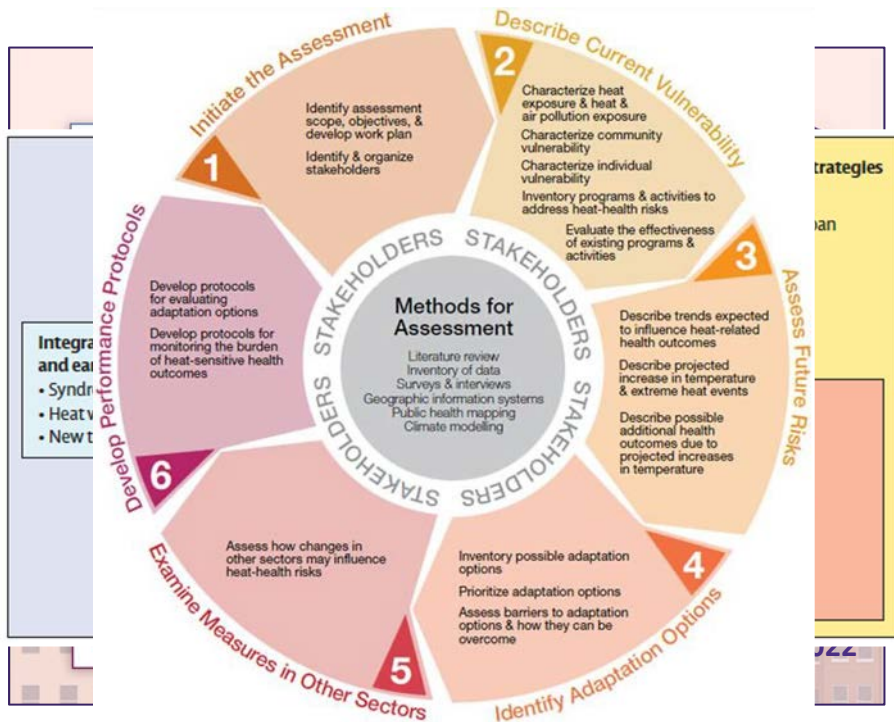 Initiate the Assessment
1
Identify assessment
scope, objectives, &
develop work plan
Identify & organize
stakeholders
Describe Current Vulnerability
2
Characterize heat
exposure & heat &
air pollution exposure
Characterize community
vulnerability
Characterize individual
vulnerability
Inventory programs & activities to
address heat-health risks
Evaluate the effectiveness
of existing programs &
activities
Assess Future Risks
3
Describe trends expected
to influence heat-related
health outcomes
Describe projected
increase in temperature
& extreme heat events
Describe possible
additional health
outcomes due to
projected increases
in temperature
Identify Adaptation Options
4
Inventory possible adaptation
options
Prioritize adaptation options
Assess barriers to adaptation
options & how they can be
overcome
Examine Measures in Other Sectors
5
Assess how changes in
other sectors may influence
heat-health risks
Develop Performance Protocols
6
Develop protocols
for evaluating
adaptation options
Develop protocols for
monitoring the burden
of heat-sensitive health
outcomes
STAKEHOLDERS STAKEHOLDERS STAKEHOLDERS STAKEHOLDERS STAKEHOLDERS STAKEHOLDERS
Methods for
Assessment
Literature review
Inventory of data
Surveys & interviews
Geographic information systems
Public health mapping
Climate modelling
and
• Heat
• New